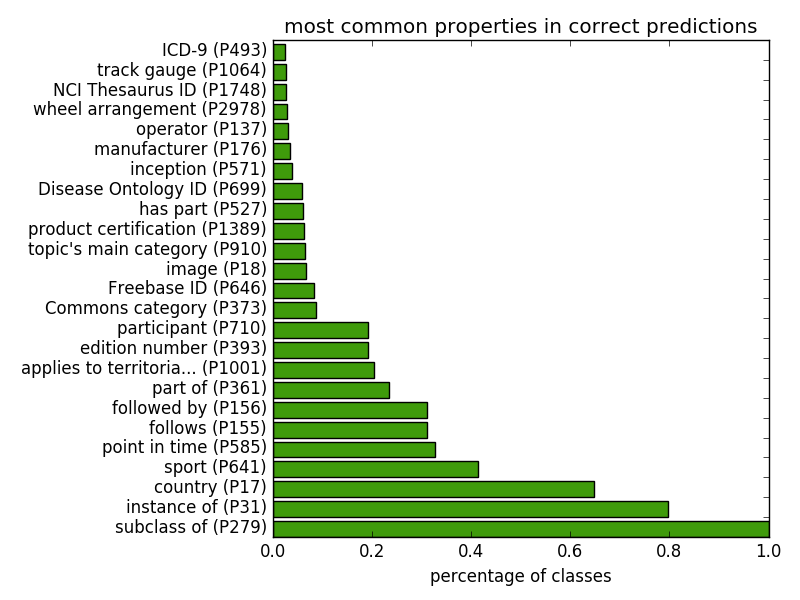 most common properties in correct predictions
ICD-9 (P493)
track gauge (P1064)
NCI Thesaurus ID (P1748)
wheel arrangement (P2978)
operator (P137)
manufacturer (P176)
inception (P571)
Disease Ontology ID (P699)
has part (P527)
product certification (P1389)
topic's main category (P910)
image (P18)
Freebase ID (P646)
Commons category (P373)
participant (P710)
edition number (P393)
applies to territoria... (P1001)
part of (P361)
followed by (P156)
follows (P155)
point in time (P585)
sport (P641)
country (P17)
instance of (P31)
subclass of (P279)
0.0 0.2 0.4 0.6 0.8 1.0
percentage of classes